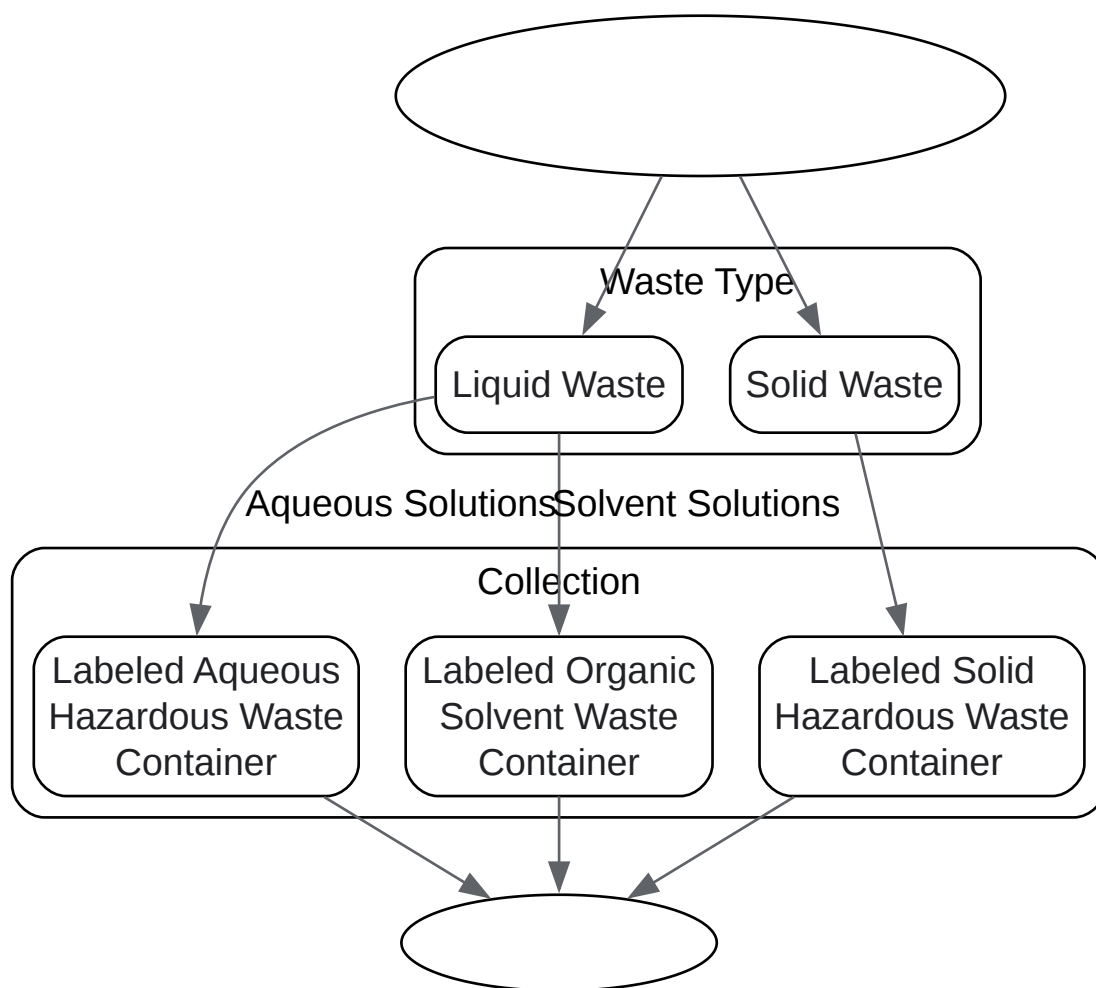 Waste Type
Liquid Waste
Solid Waste
Aqueous Solutions
Solvent Solutions
Collection
Labeled Aqueous
Hazardous Waste
Container
Labeled Organic
Solvent Waste
Container
Labeled Solid
Hazardous Waste
Container